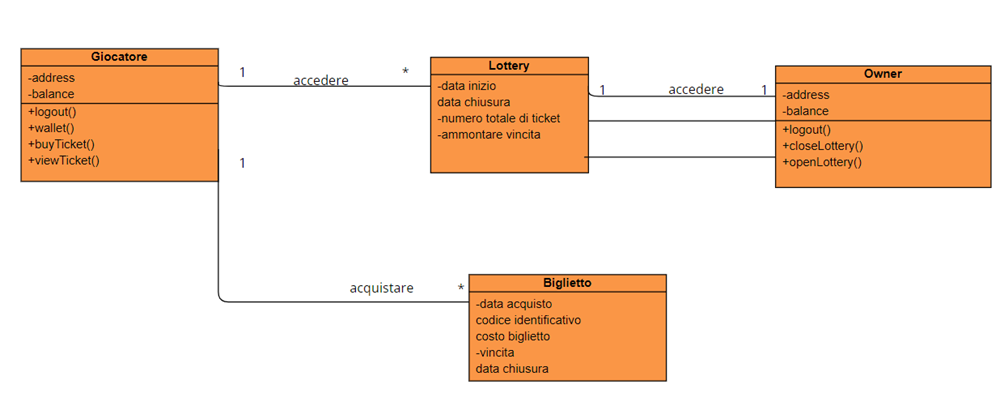 Giocatore
-address
-balance
+logout()
+wallet()
+buyTicket()
+viewTicket()
1
accedere
*
Lottery
-data inizio
data chiusura
-numero totale di ticket
-ammontare vincita
1
accedere
1
Owner
-address
-balance
+logout()
+closeLottery()
+openLottery()
1
acquistare
*
Biglietto
-data acquisto
codice identificativo
costo biglietto
-vincita
data chiusura